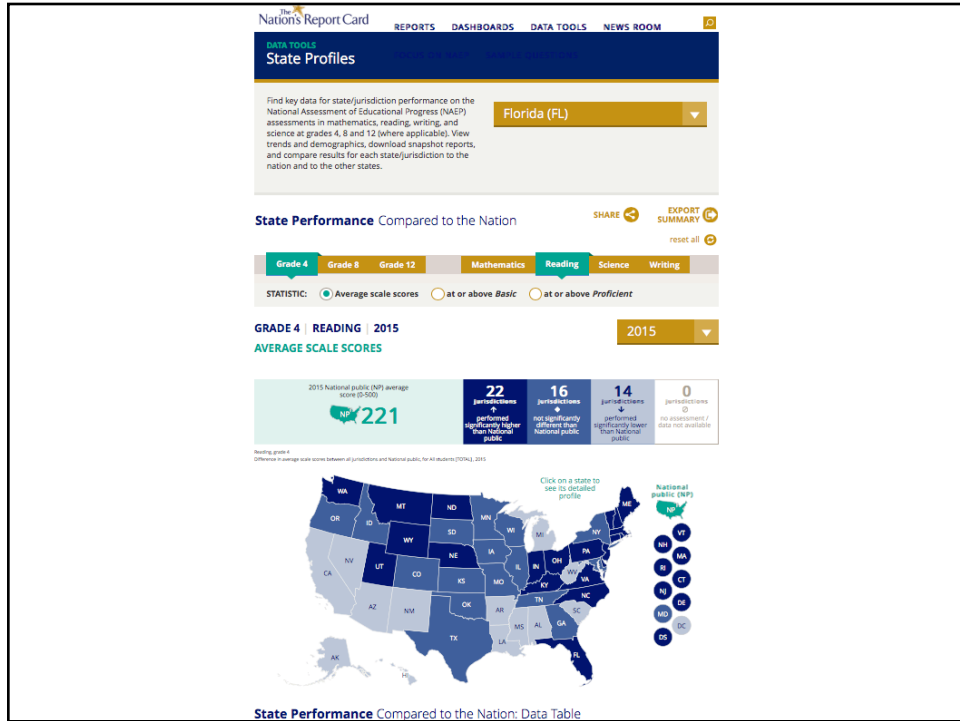 The
Nation's Report Card
REPORTS DASHBOARDS DATA TOOLS NEWS ROOM
DATA TOOLS
State Profiles
Find key data for state/jurisdiction performance on the
National Assessment of Educational Progress (NAEP)
assessments in mathematics, reading, writing, and
science at grades 4, 8 and 12 (where applicable). View
trends and demographics, download snapshot reports,
and compare results for each state/jurisdiction to the
nation and to the other states.
Florida (FL)
State Performance Compared to the Nation
SHARE
EXPORT
SUMMARY
reset all
Grade 4 Grade 8 Grade 12 Mathematics Reading Science Writing
STATISTIC: Average scale scores at or above Basic at or above Proficient
GRADE 4 | READING | 2015
2015
AVERAGE SCALE SCORES
2015 National public (NP) average
score (0-500)
NP 221
22
jurisdictions
performed
significantly higher
than National
public
16
jurisdictions
not significantly
different than
National public
14
jurisdictions
performed
significantly lower
than National
public
0
jurisdictions
no assessment /
data not available
Reading, grade 4
Difference in average scale scores between all jurisdictions and National public, for All students [TOTAL], 2015
Click on a state to
see its detailed
profile
National
public (NP)
NP
WA
MT
ND
MN
ME
OR
ID
SD
WI
MI
NY
WY
IA
PA
NE
NV
UT
IL
IN
OH
CA
CO
KS
MO
WV
VA
KY
AZ
NM
OK
AR
TN
NC
SC
TX
MS
AL
GA
LA
FL
AK
HI
VT
NH
MA
RI
CT
NJ
DE
MD
DC
DS
State Performance Compared to the Nation: Data Table